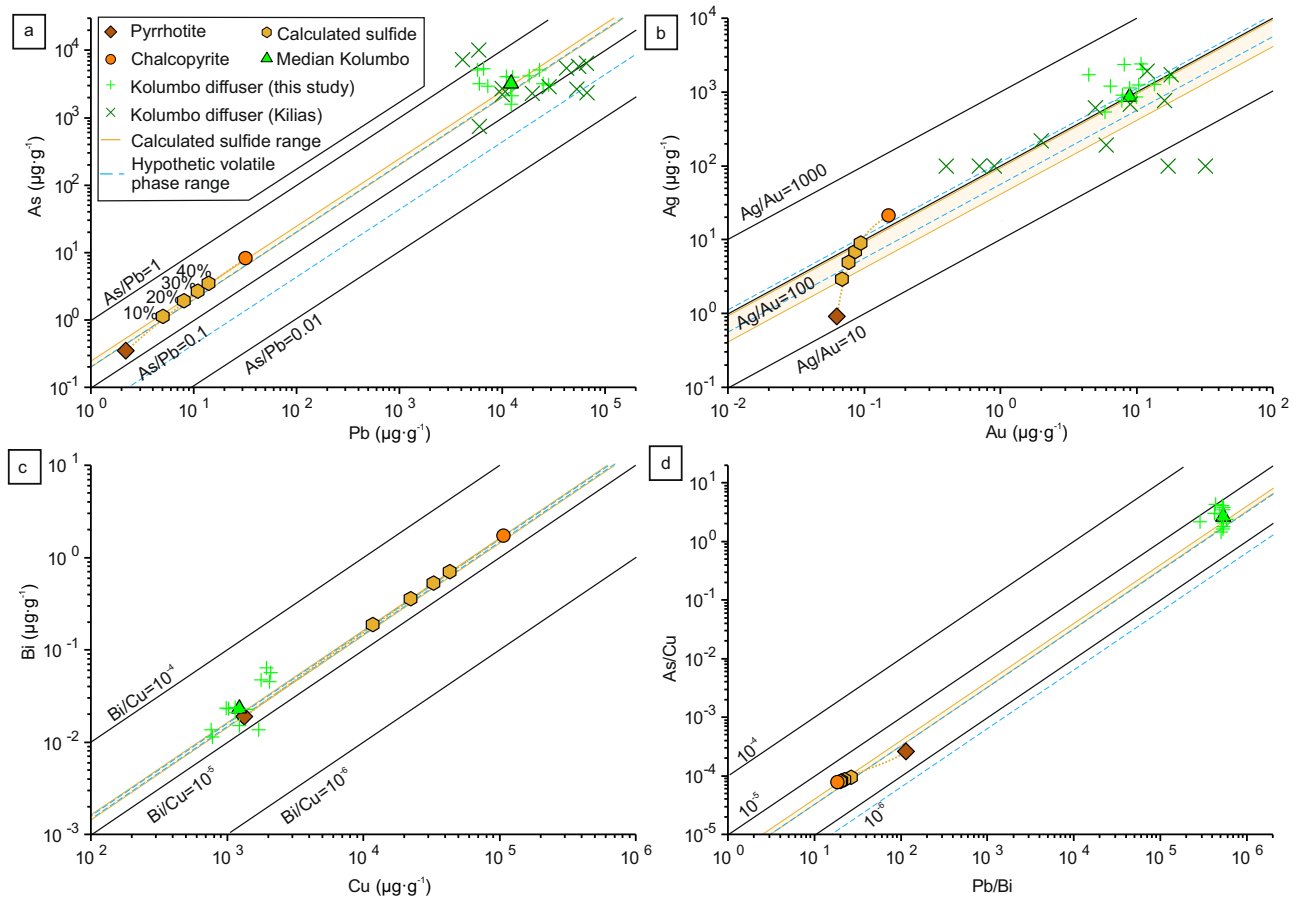 a
Pyrrhotite
Calculated sulfide
Chalcopyrite
Median Kolumbo
Kolumbo diffuser (this study)
Kolumbo diffuser (Kilias)
Calculated sulfide range
Hypothetic volatile
phase range
10⁴
10³
10²
10¹
10⁰
10⁻¹
As (µg·g⁻¹)
As/Pb=1
10%
20%
30%
40%
As/Pb=0.1
As/Pb=0.01
10⁰
10¹
10²
10³
10⁴
10⁵
Pb (µg·g⁻¹)
b
10⁴
10³
10²
10¹
10⁰
10⁻¹
Ag (µg·g⁻¹)
Ag/Au=1000
Ag/Au=100
Ag/Au=10
10⁻²
10⁻¹
10⁰
10¹
10²
Au (µg·g⁻¹)
c
10¹
10⁰
10⁻¹
10⁻²
10⁻³
Bi (µg·g⁻¹)
Bi/Cu=10⁻⁴
Bi/Cu=10⁻⁵
Bi/Cu=10⁻⁶
10²
10³
10⁴
10⁵
10⁶
Cu (µg·g⁻¹)
d
10¹
10⁰
10⁻¹
10⁻²
10⁻³
10⁻⁴
10⁻⁵
As/Cu
10⁻⁴
10⁻⁵
10⁻⁶
10⁰
10¹
10²
10³
10⁴
10⁵
10⁶
Pb/Bi